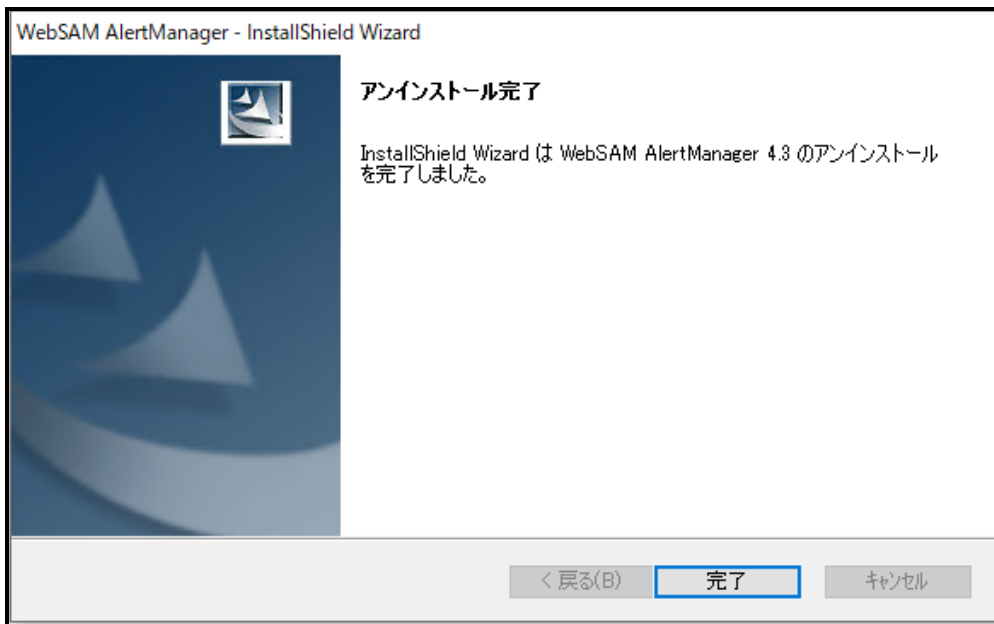 WebSAM AlertManager - InstallShield Wizard
アンインストール完了
InstallShield Wizard は WebSAM AlertManager 4.3 のアンインストール
を完了しました。
< 戻る(B)
完了
キャンセル